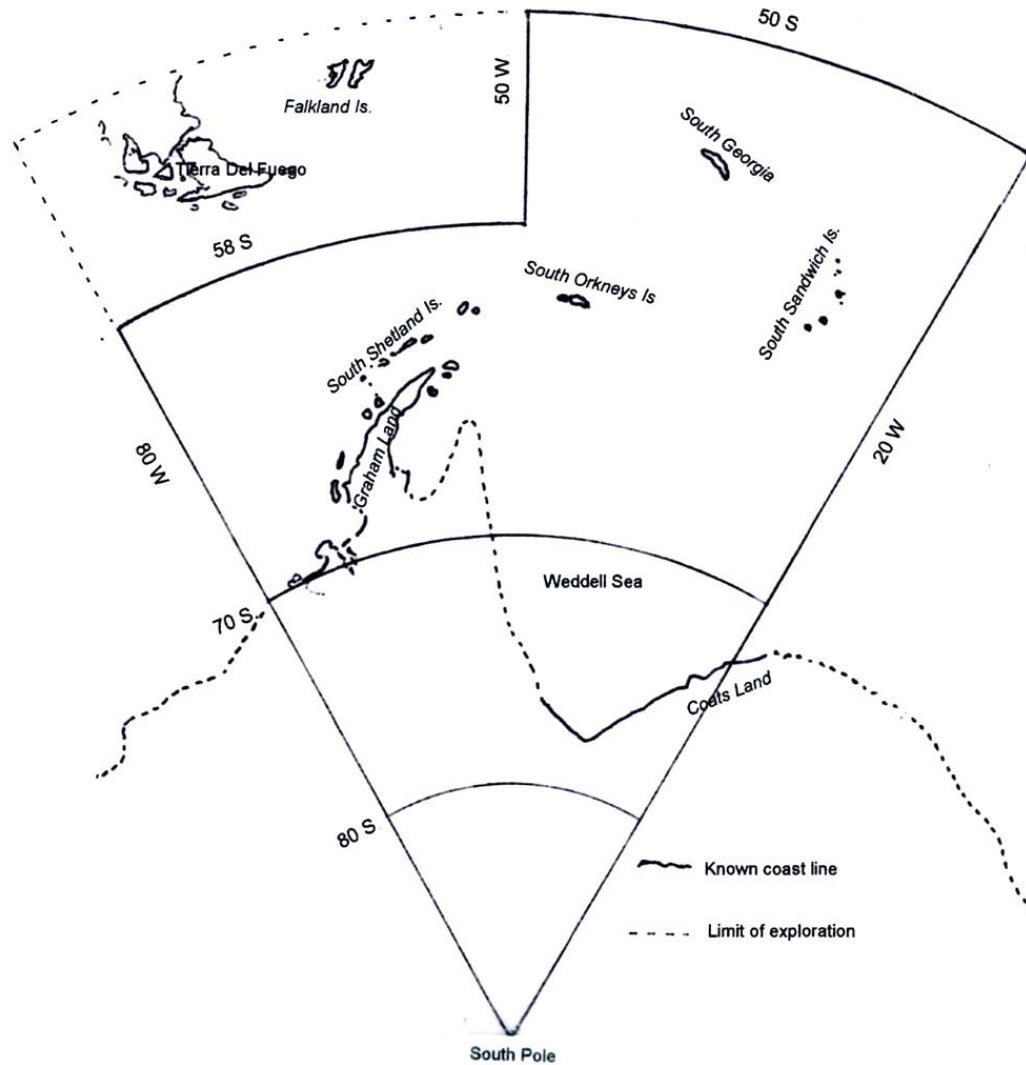 50 S
50 W
Falkland Is.
South Georgia
Tierra Del Fuego
58 S
South Orkneys Is
South Sandwich Is.
South Shetland Is.
80 W
Graham Land
20 W
70 S
Weddell Sea
Coats Land
80 S
Known coast line
Limit of exploration
South Pole